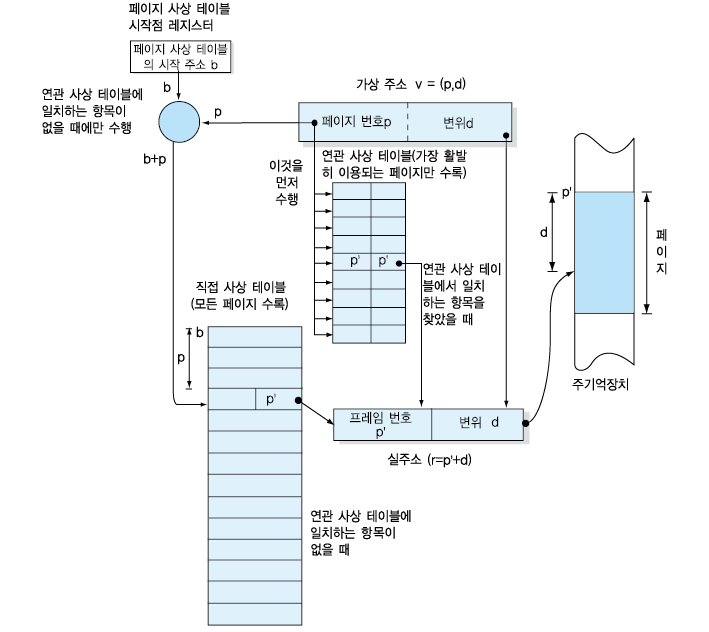 페이지 사상 테이블
시작점 레지스터
페이지 사상 테이블
의 시작 주소 b
b
연관 사상 테이블에
일치하는 항목이
없을 때에만 수행
p
b+p
가상 주소 v = (p,d)
페이지 번호p
변위d
이것을
먼저
수행
연관 사상 테이블(가장 활발
히 이용되는 페이지만 수록)
p'
p'
연관 사상 테이
블에서 일치
하는 항목을
찾았을 때
p'
d
페
이
지
주기억장치
직접 사상 테이블
(모든 페이지 수록)
b
p
p'
프레임 번호
p'
변위 d
실주소 (r=p'+d)
연관 사상 테이블에
일치하는 항목이
없을 때